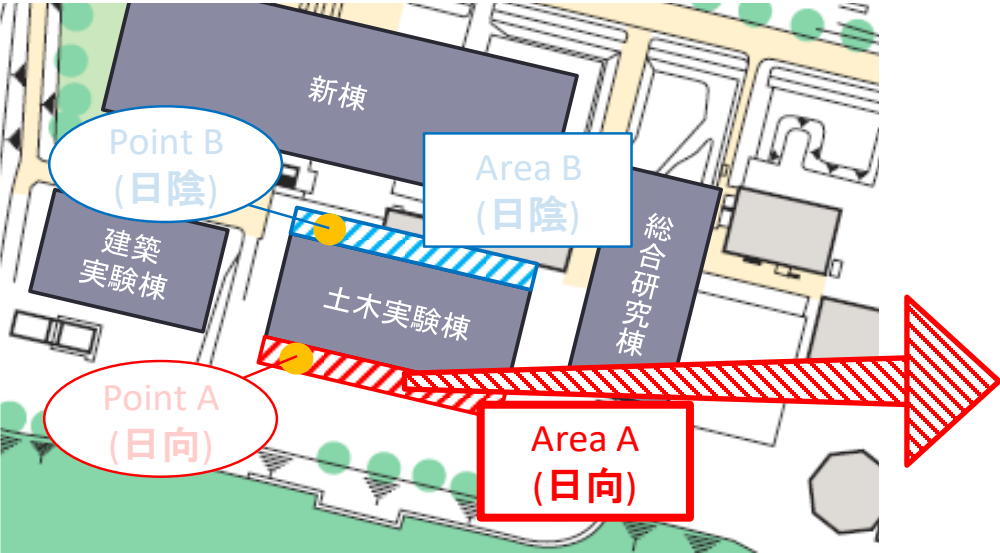 新棟
Point B
(日陰)
Area B
(日陰)
建築
実験棟
土木実験棟
総合研究棟
Point A
(日向)
Area A
(日向)